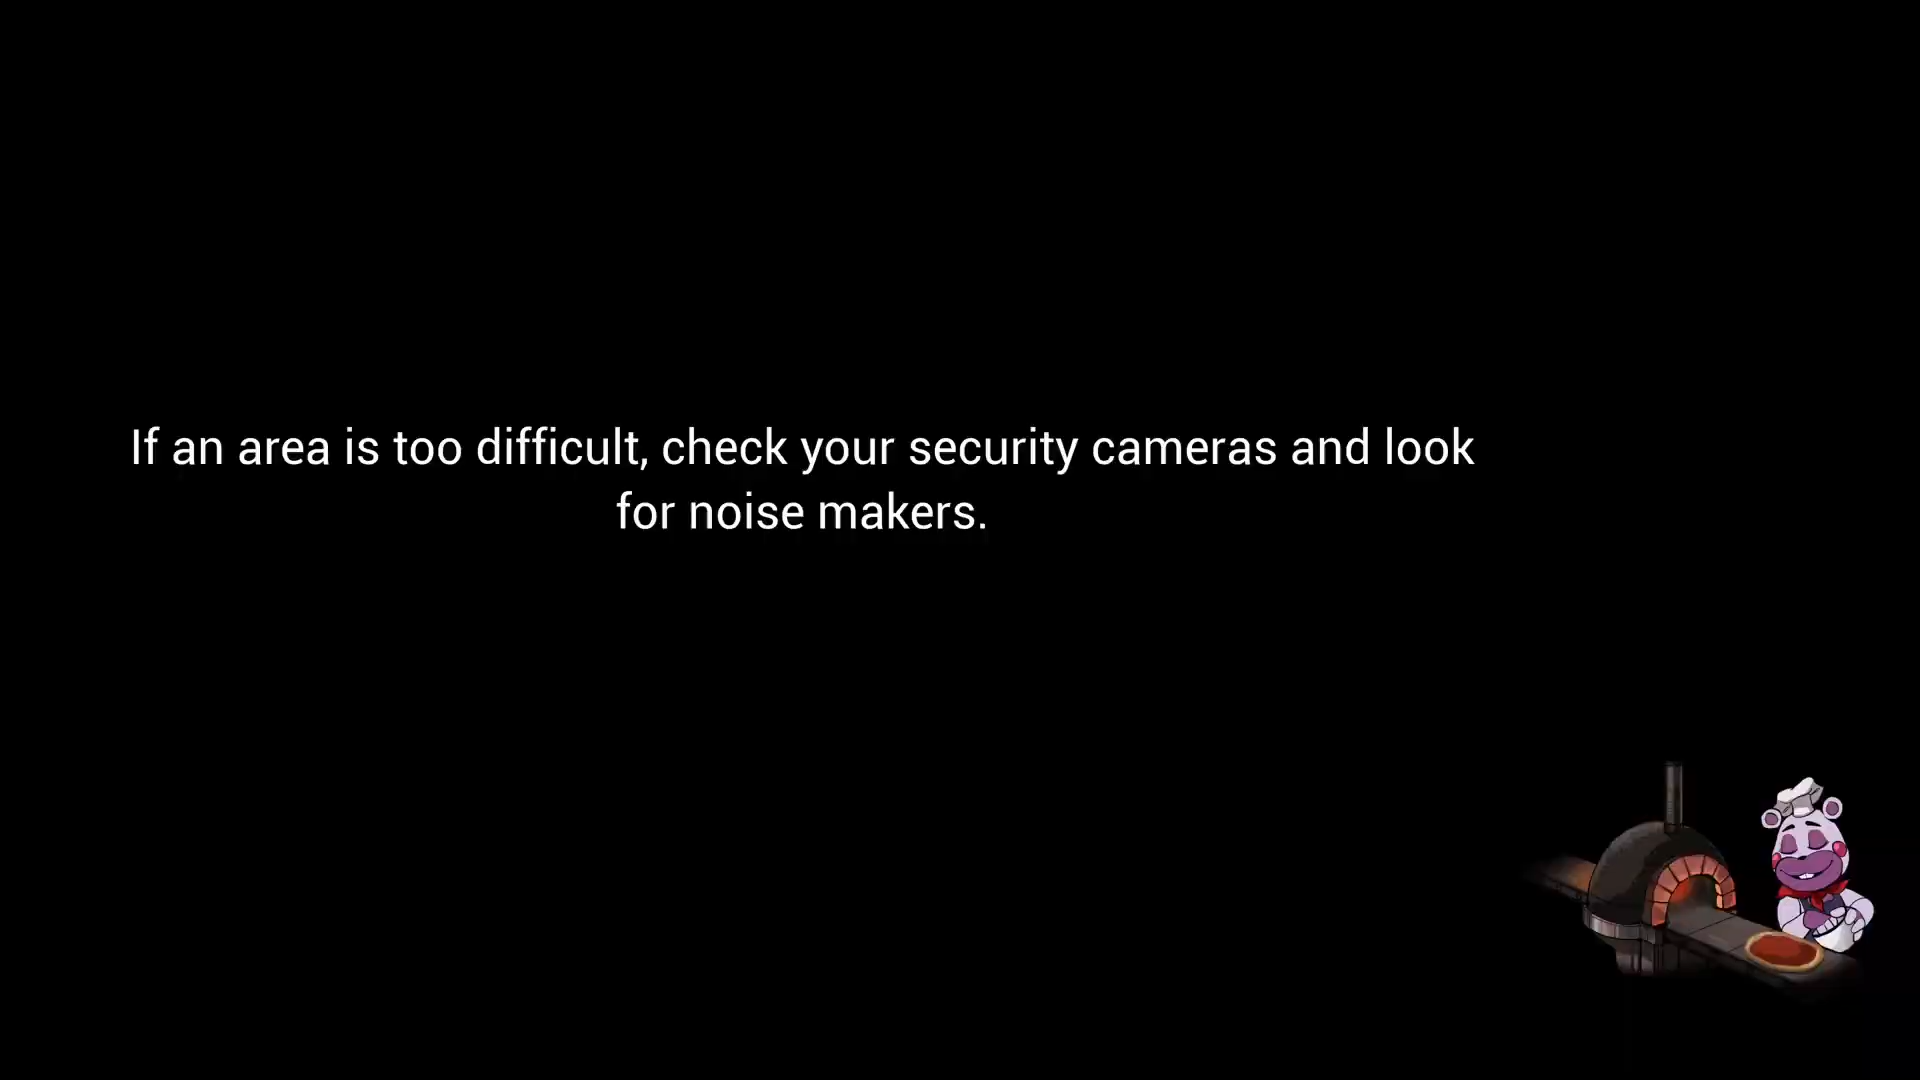 If an area is too difficult, check your security cameras and look
for noise makers.